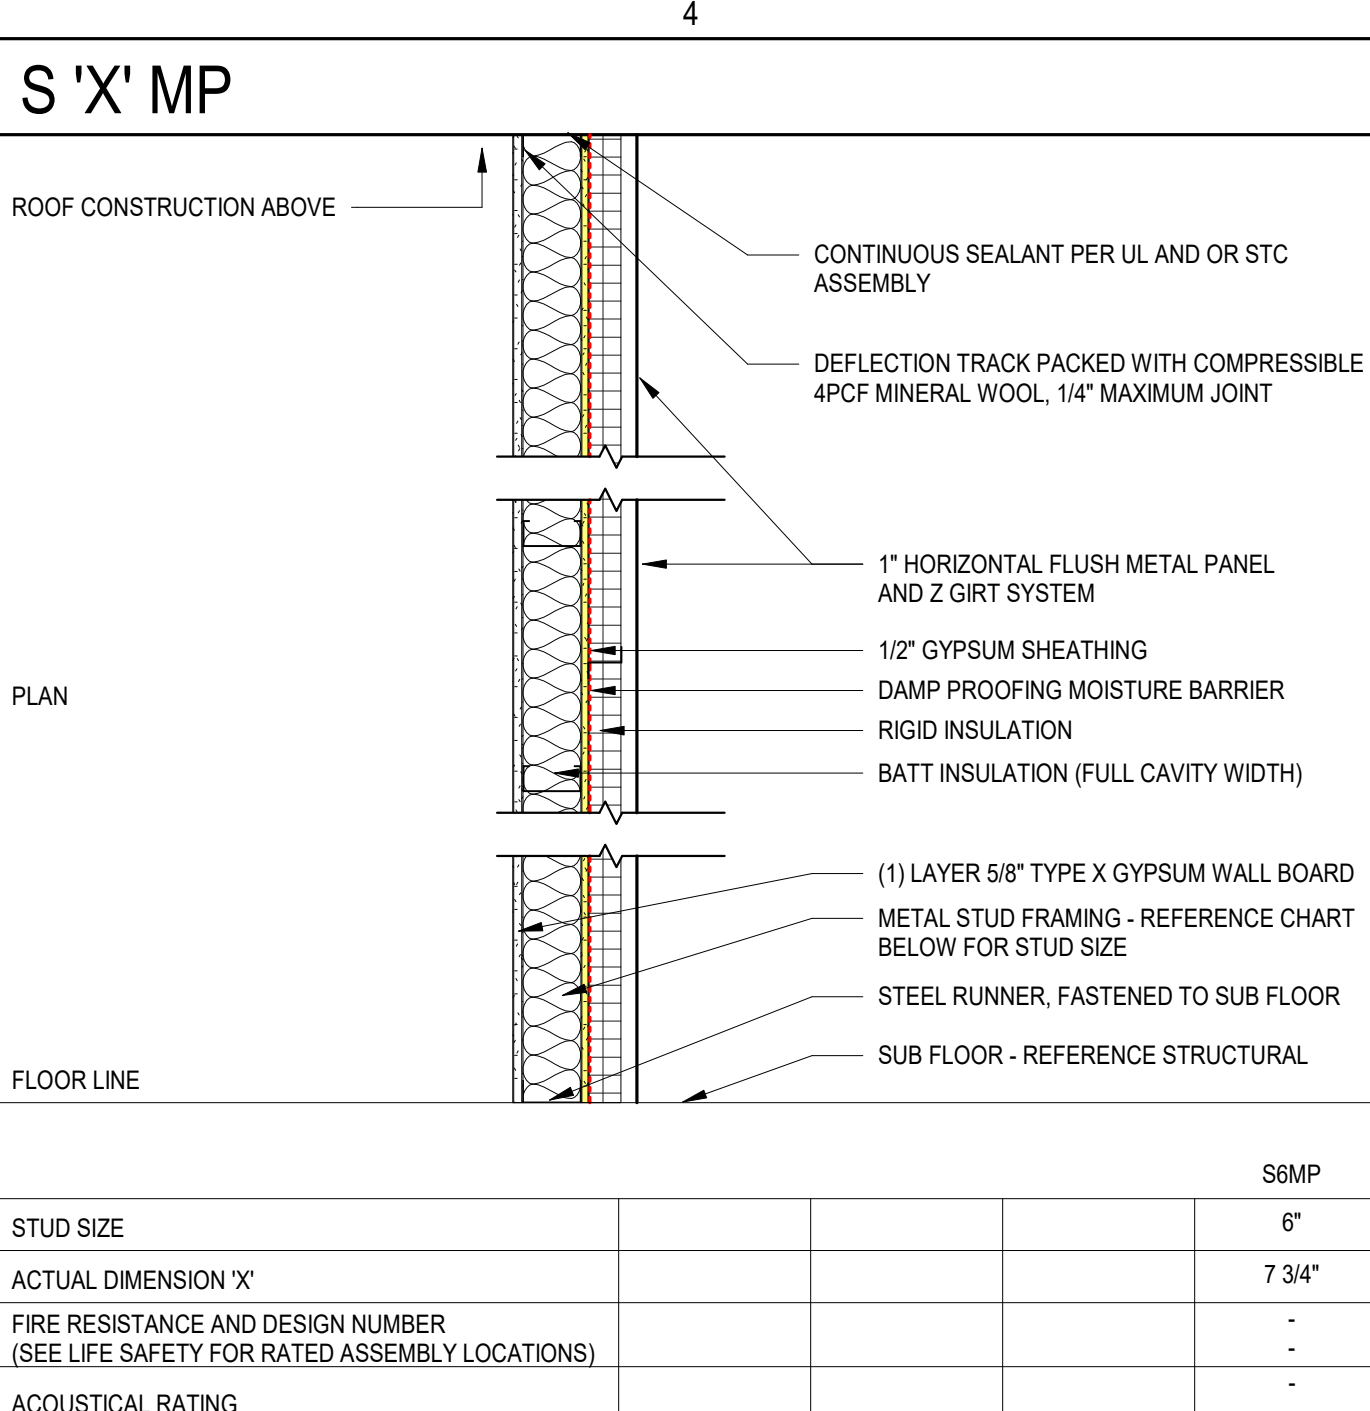 4
S 'X' MP
ROOF CONSTRUCTION ABOVE
CONTINUOUS SEALANT PER UL AND OR STC
ASSEMBLY
DEFLECTION TRACK PACKED WITH COMPRESSIBLE
4PCF MINERAL WOOL, 1/4" MAXIMUM JOINT
1" HORIZONTAL FLUSH METAL PANEL
AND Z GIRT SYSTEM
1/2" GYPSUM SHEATHING
DAMP PROOFING MOISTURE BARRIER
PLAN
RIGID INSULATION
BATT INSULATION (FULL CAVITY WIDTH)
(1) LAYER 5/8" TYPE X GYPSUM WALL BOARD
METAL STUD FRAMING - REFERENCE CHART
BELOW FOR STUD SIZE
STEEL RUNNER, FASTENED TO SUB FLOOR
SUB FLOOR - REFERENCE STRUCTURAL
FLOOR LINE
S6MP
STUD SIZE 6"
ACTUAL DIMENSION 'X' 7 3/4"
FIRE RESISTANCE AND DESIGN NUMBER -
(SEE LIFE SAFETY FOR RATED ASSEMBLY LOCATIONS) -
-
ACOUSTICAL RATING